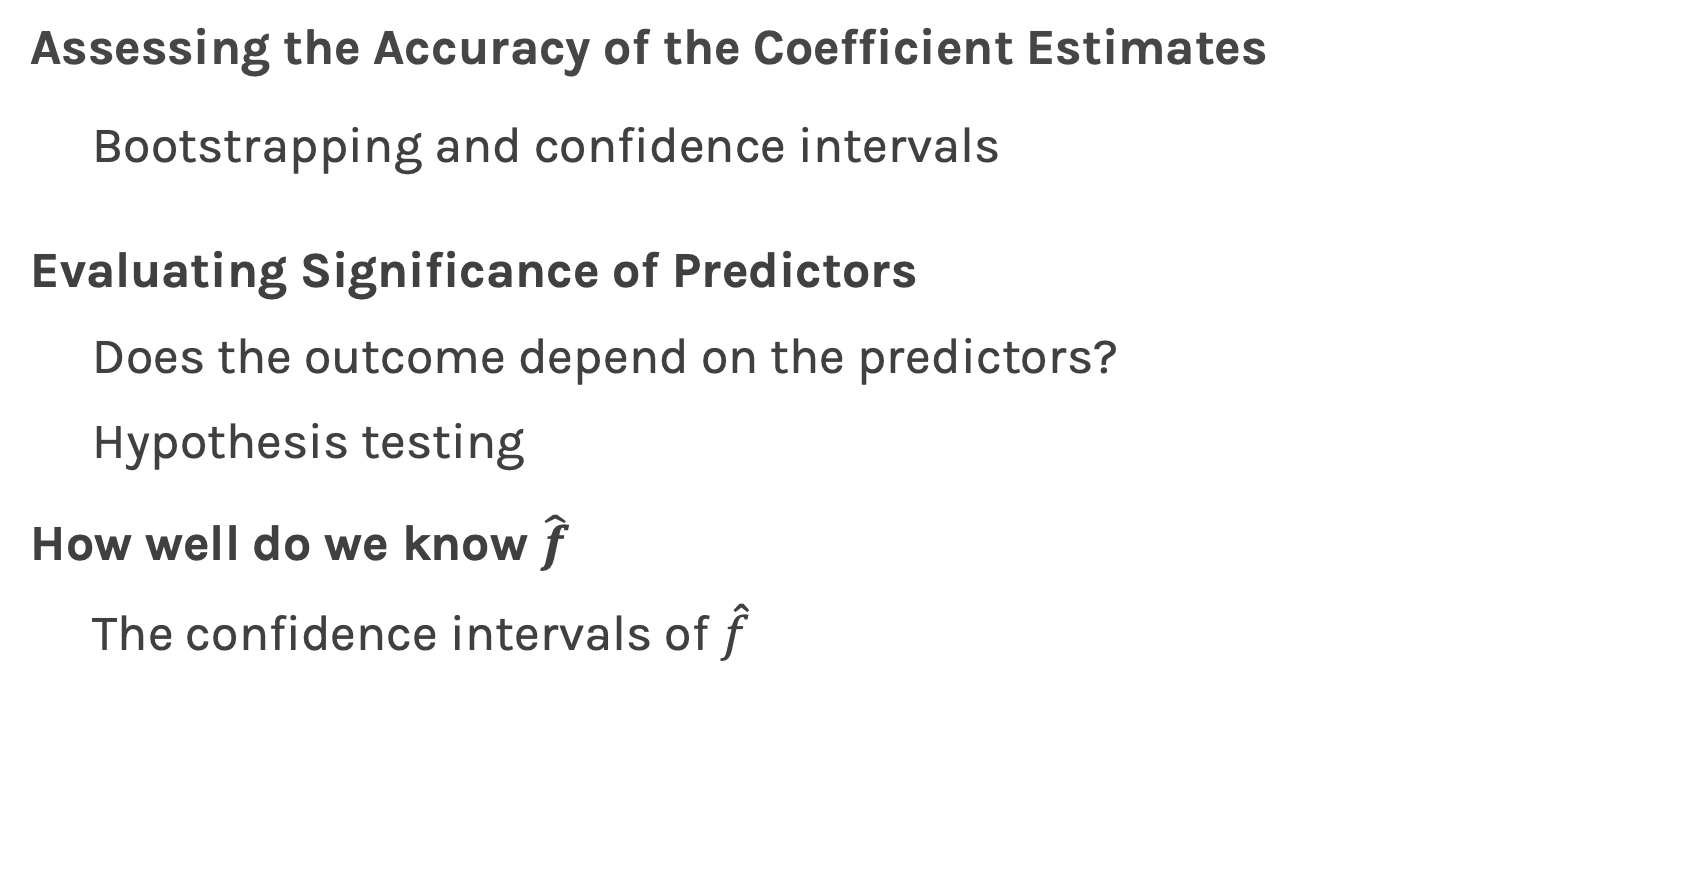 Assessing the Accuracy of the Coefficient Estimates
Bootstrapping and confidence intervals
Evaluating Significance of Predictors
Does the outcome depend on the predictors?
Hypothesis testing
How well do we know f̂
The confidence intervals of f̂